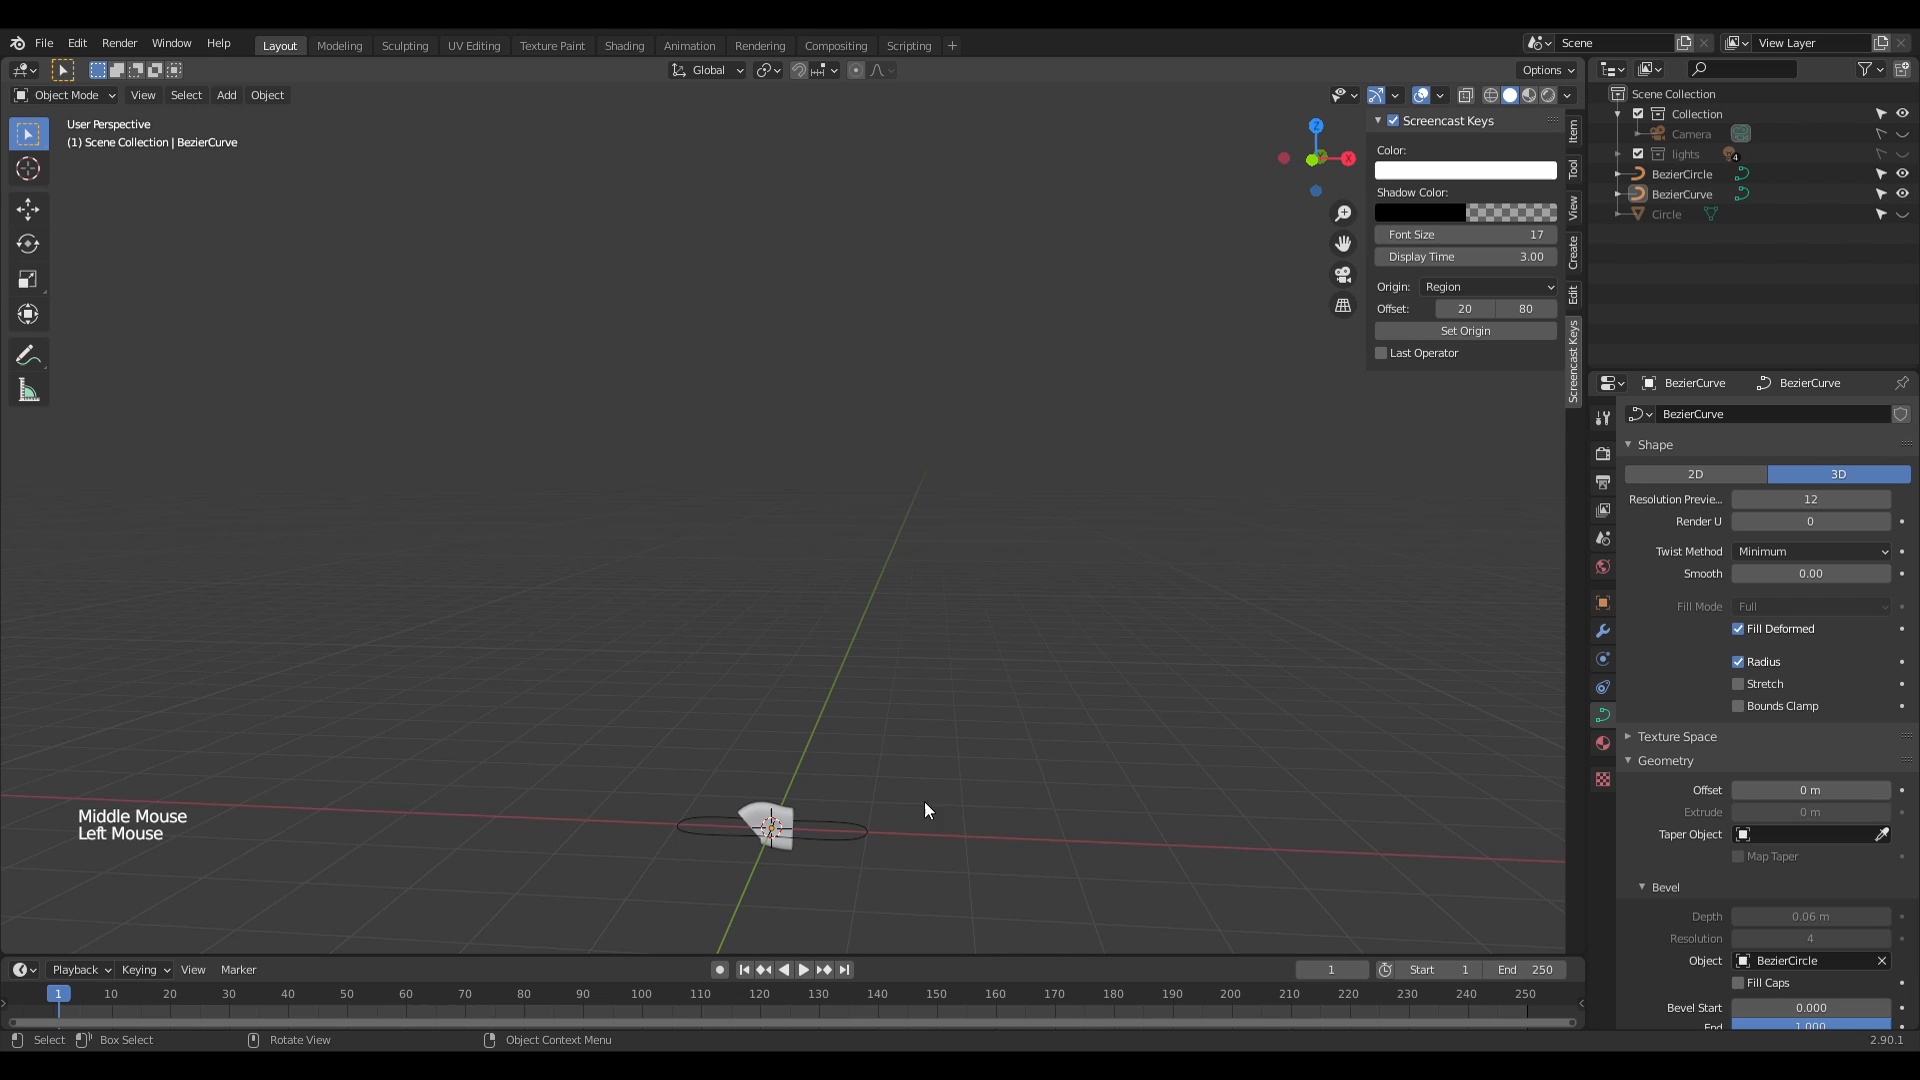 File Edit Render Window Help Layout Modeling Sculpting UV Editing Texture Paint Shading Animation Rendering Compositing Scripting + Scene View Layer
Global Options
Object Mode View Select Add Object
User Perspective
(1) Scene Collection | BezierCurve
Z
X
Screencast Keys
Color:
Shadow Color:
Font Size 17
Display Time 3.00
Origin: Region
Offset: 20 80
Set Origin
Last Operator
Item
Tool
View
Create
Edit
Screencast Keys
Scene Collection
Collection
Camera
lights 4
BezierCircle
BezierCurve
Circle
BezierCurve BezierCurve
BezierCurve
Shape
2D 3D
Resolution Previe... 12
Render U 0
Twist Method Minimum
Smooth 0.00
Fill Mode Full
Fill Deformed
Radius
Stretch
Bounds Clamp
Texture Space
Geometry
Offset 0 m
Extrude 0 m
Taper Object
Map Taper
Bevel
Depth 0.06 m
Resolution 4
Object BezierCircle
Fill Caps
Bevel Start 0.000
End 1.000
Middle Mouse
Left Mouse
Playback Keying View Marker 1 Start 1 End 250
1 10 20 30 40 50 60 70 80 90 100 110 120 130 140 150 160 170 180 190 200 210 220 230 240 250
Select Box Select Rotate View Object Context Menu 2.90.1